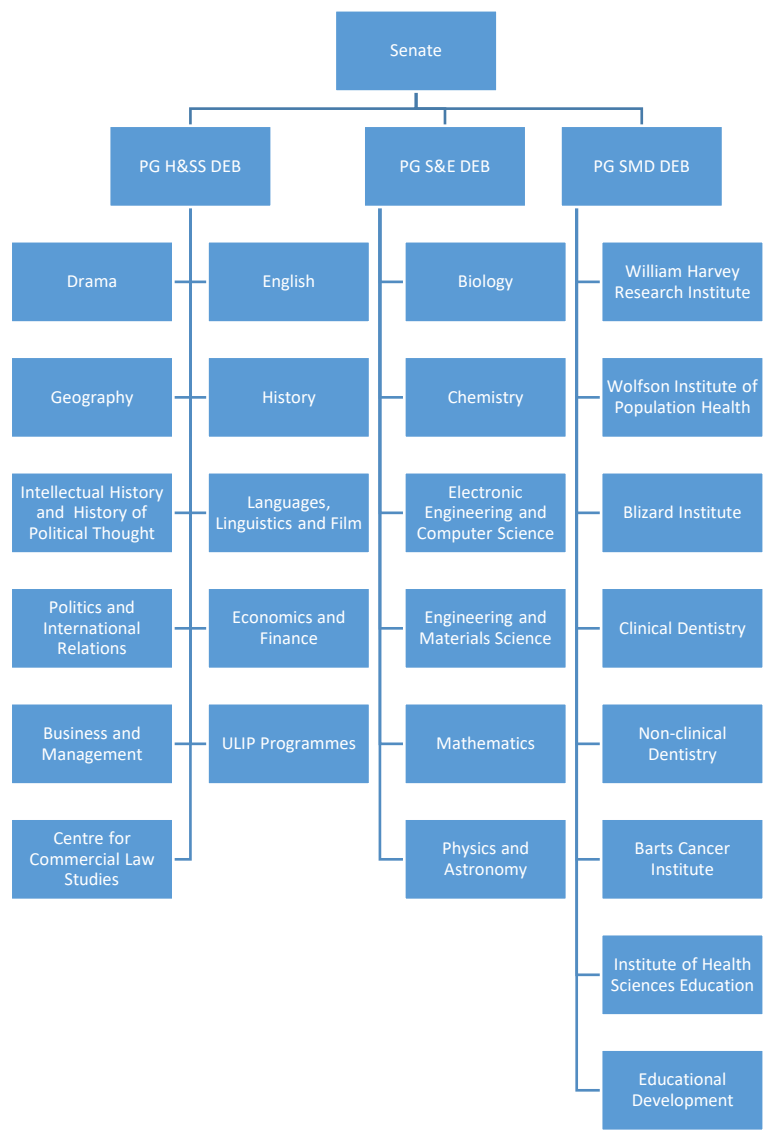 Senate
PG H&SS DEB
PG S&E DEB
PG SMD DEB
Drama
English
Biology
William Harvey
Research Institute
Geography
History
Chemistry
Wolfson Institute of
Population Health
Intellectual History
and History of
Political Thought
Languages,
Linguistics and Film
Electronic
Engineering and
Computer Science
Blizard Institute
Politics and
International
Relations
Economics and
Finance
Engineering and
Materials Science
Clinical Dentistry
Business and
Management
ULIP Programmes
Mathematics
Non-clinical
Dentistry
Centre for
Commercial Law
Studies
Physics and
Astronomy
Barts Cancer
Institute
Institute of Health
Sciences Education
Educational
Development